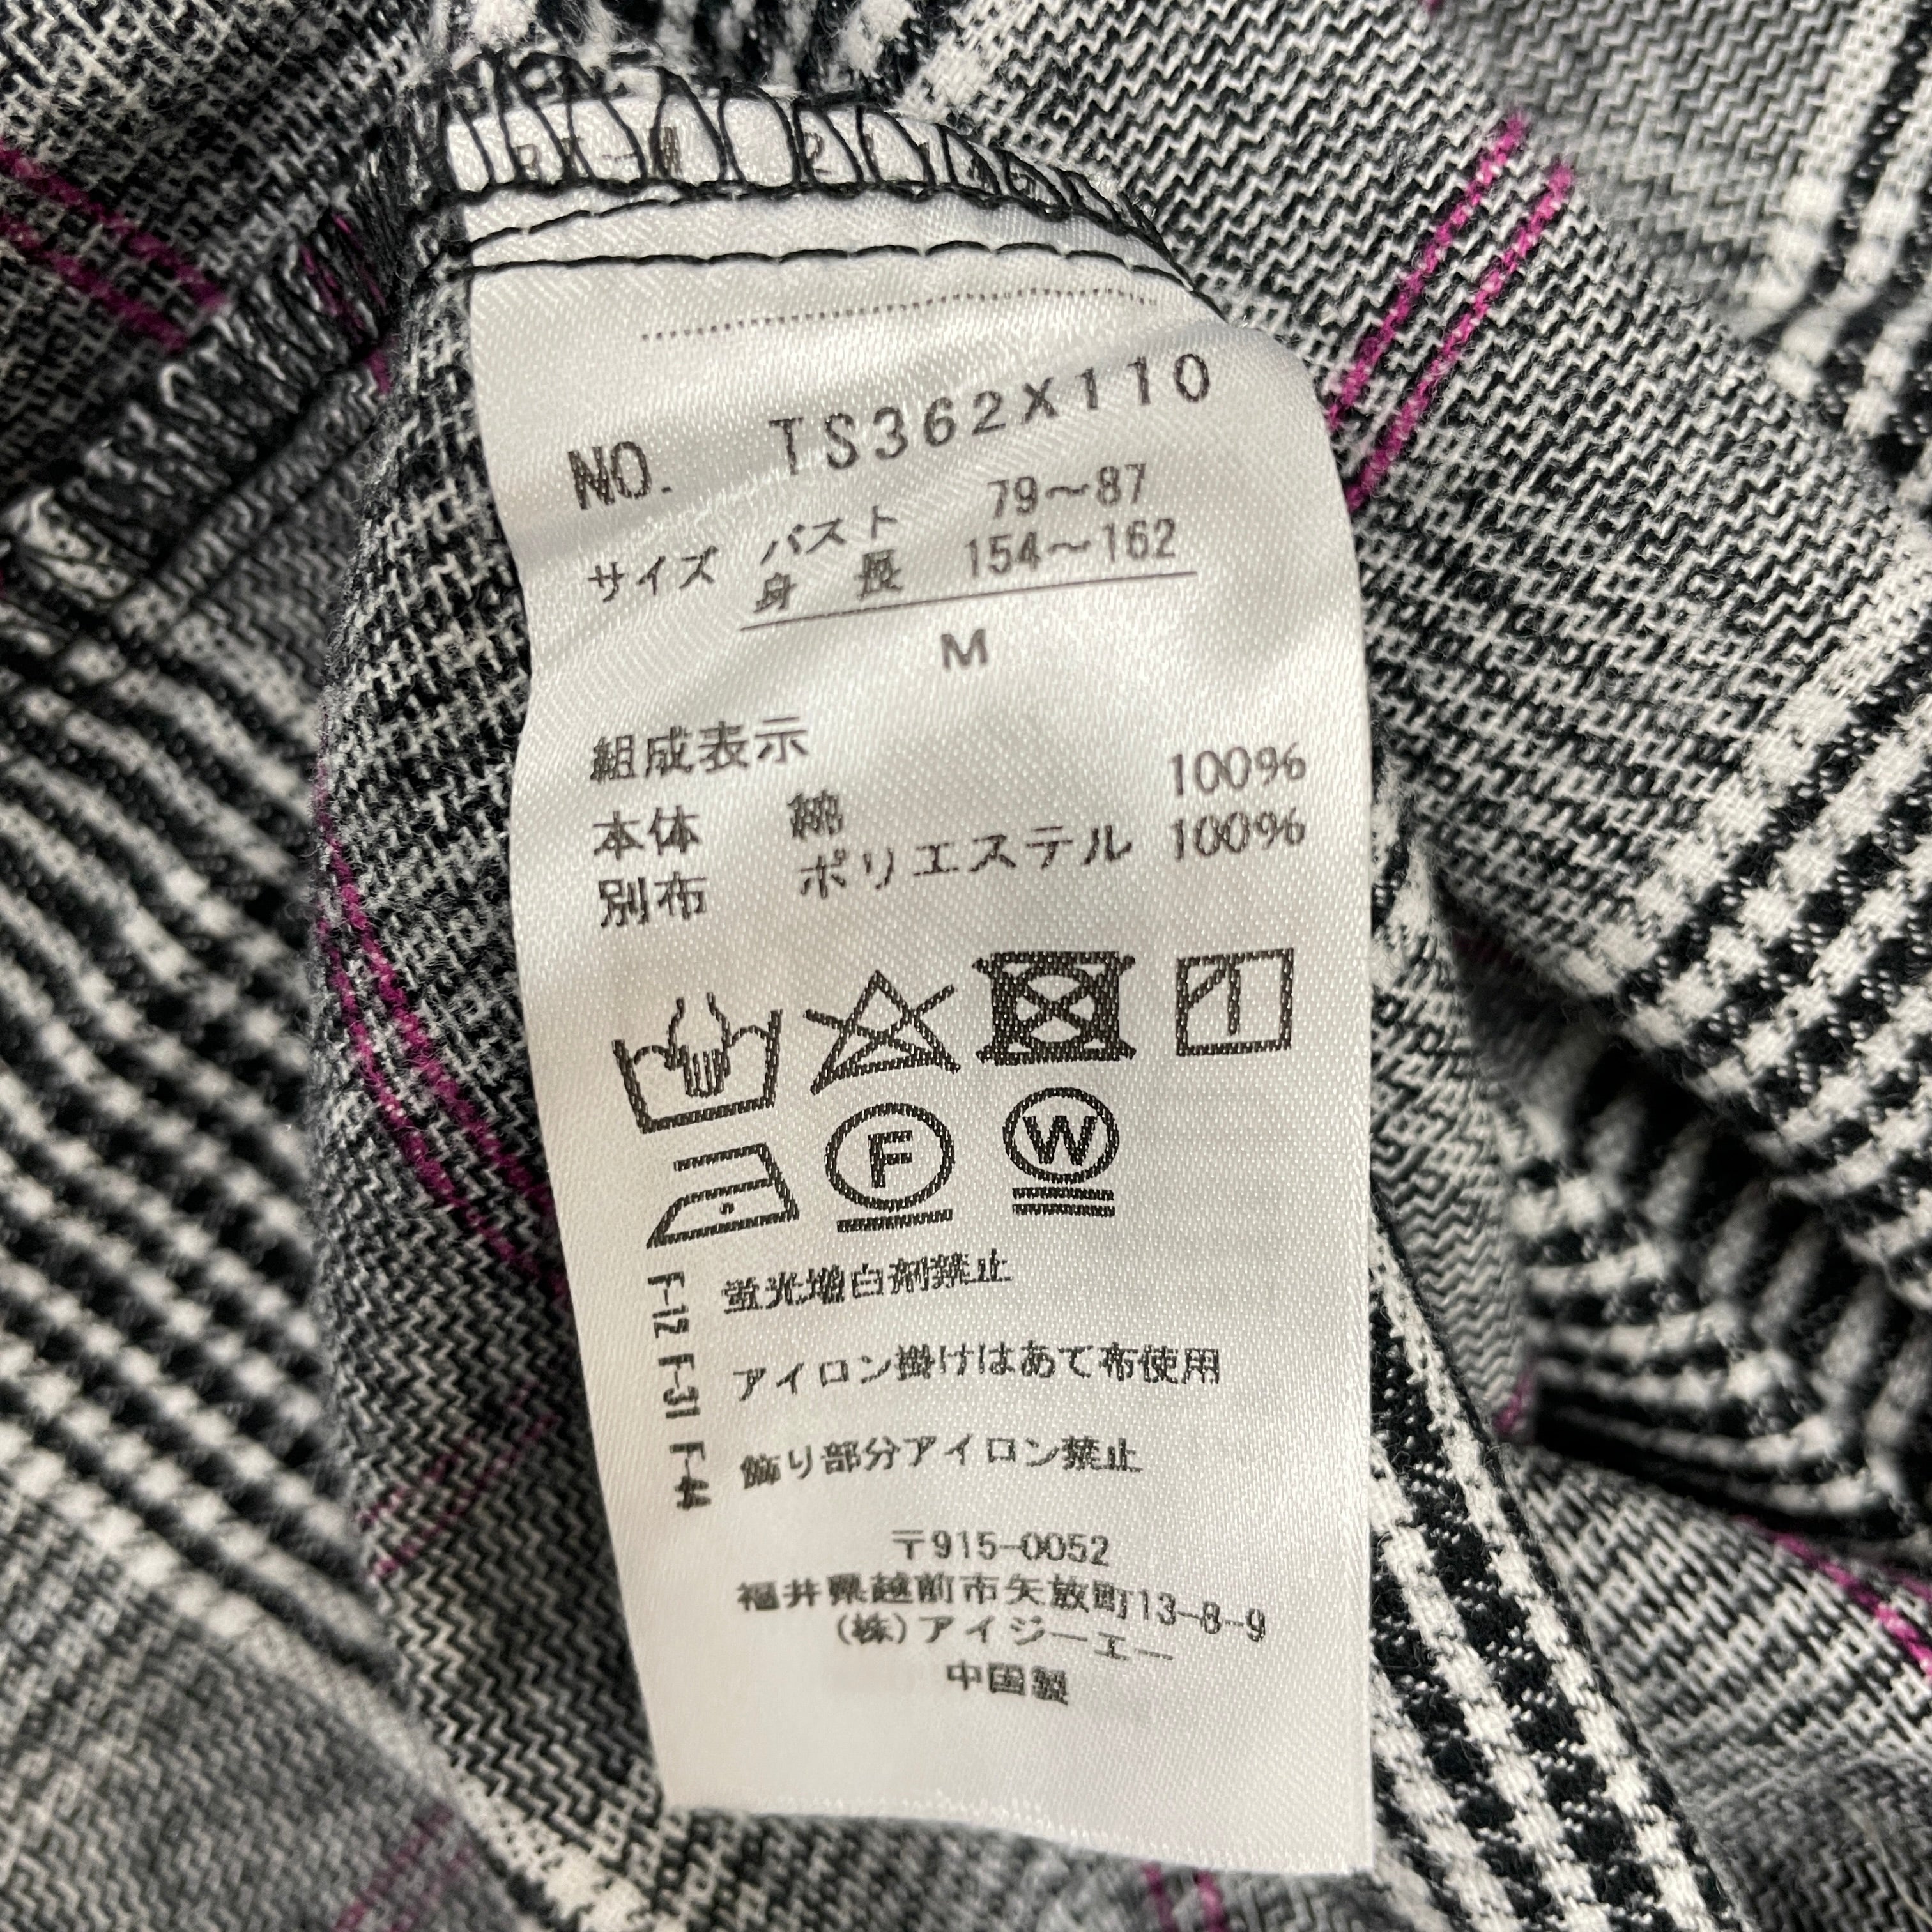 NO. TS362X110
サイズ バスト 79～87
身長 154～162
M
組成表示
本体 綿 100%
別布 ポリエステル 100%
F
W
蛍光増白剤禁止
アイロン掛けはあて布使用
飾り部分アイロン禁止
F-12 F-31 F-44
〒915-0052
福井県越前市矢放町13-8-9
(株)アイジーエー
中国製